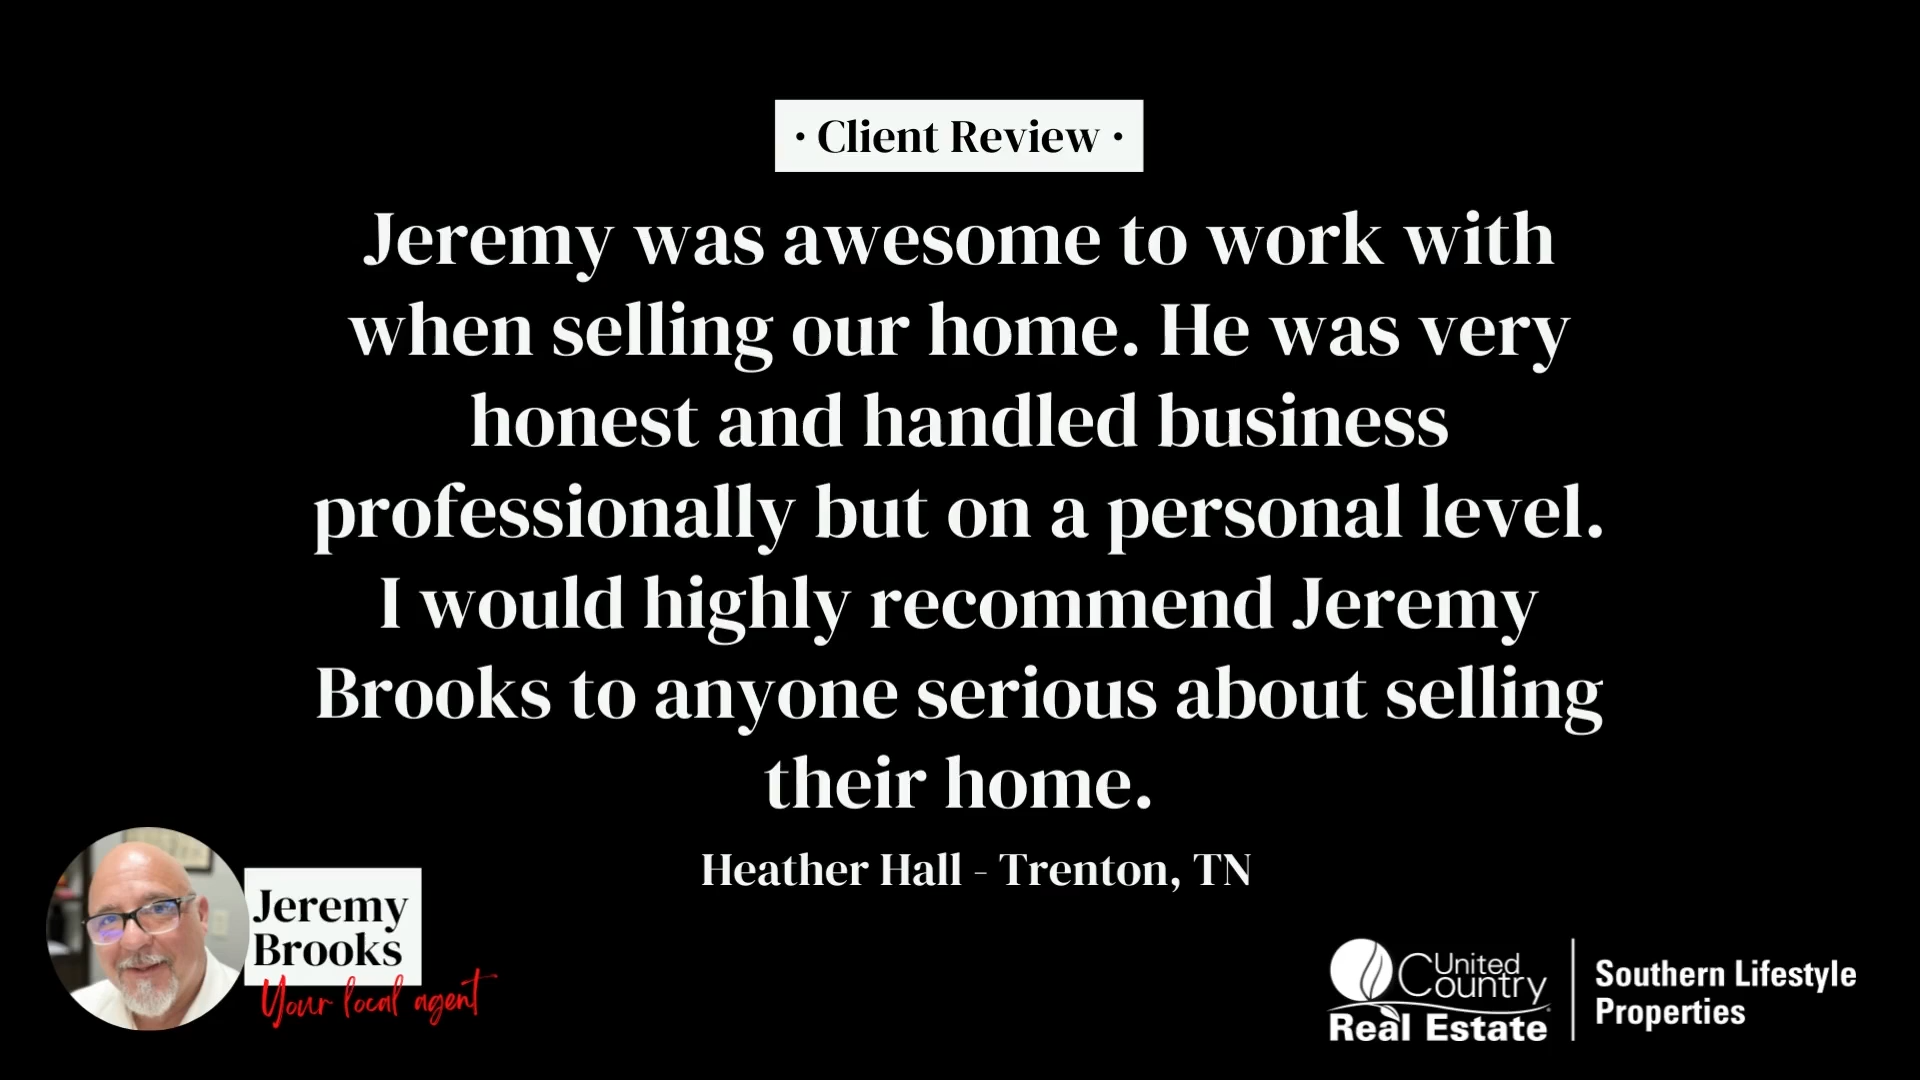 · Client Review ·
Jeremy was awesome to work with
when selling our home. He was very
honest and handled business
professionally but on a personal level.
I would highly recommend Jeremy
Brooks to anyone serious about selling
their home.
Heather Hall - Trenton, TN
Jeremy
Brooks
Your local agent
United
Country
Real Estate
Southern Lifestyle
Properties